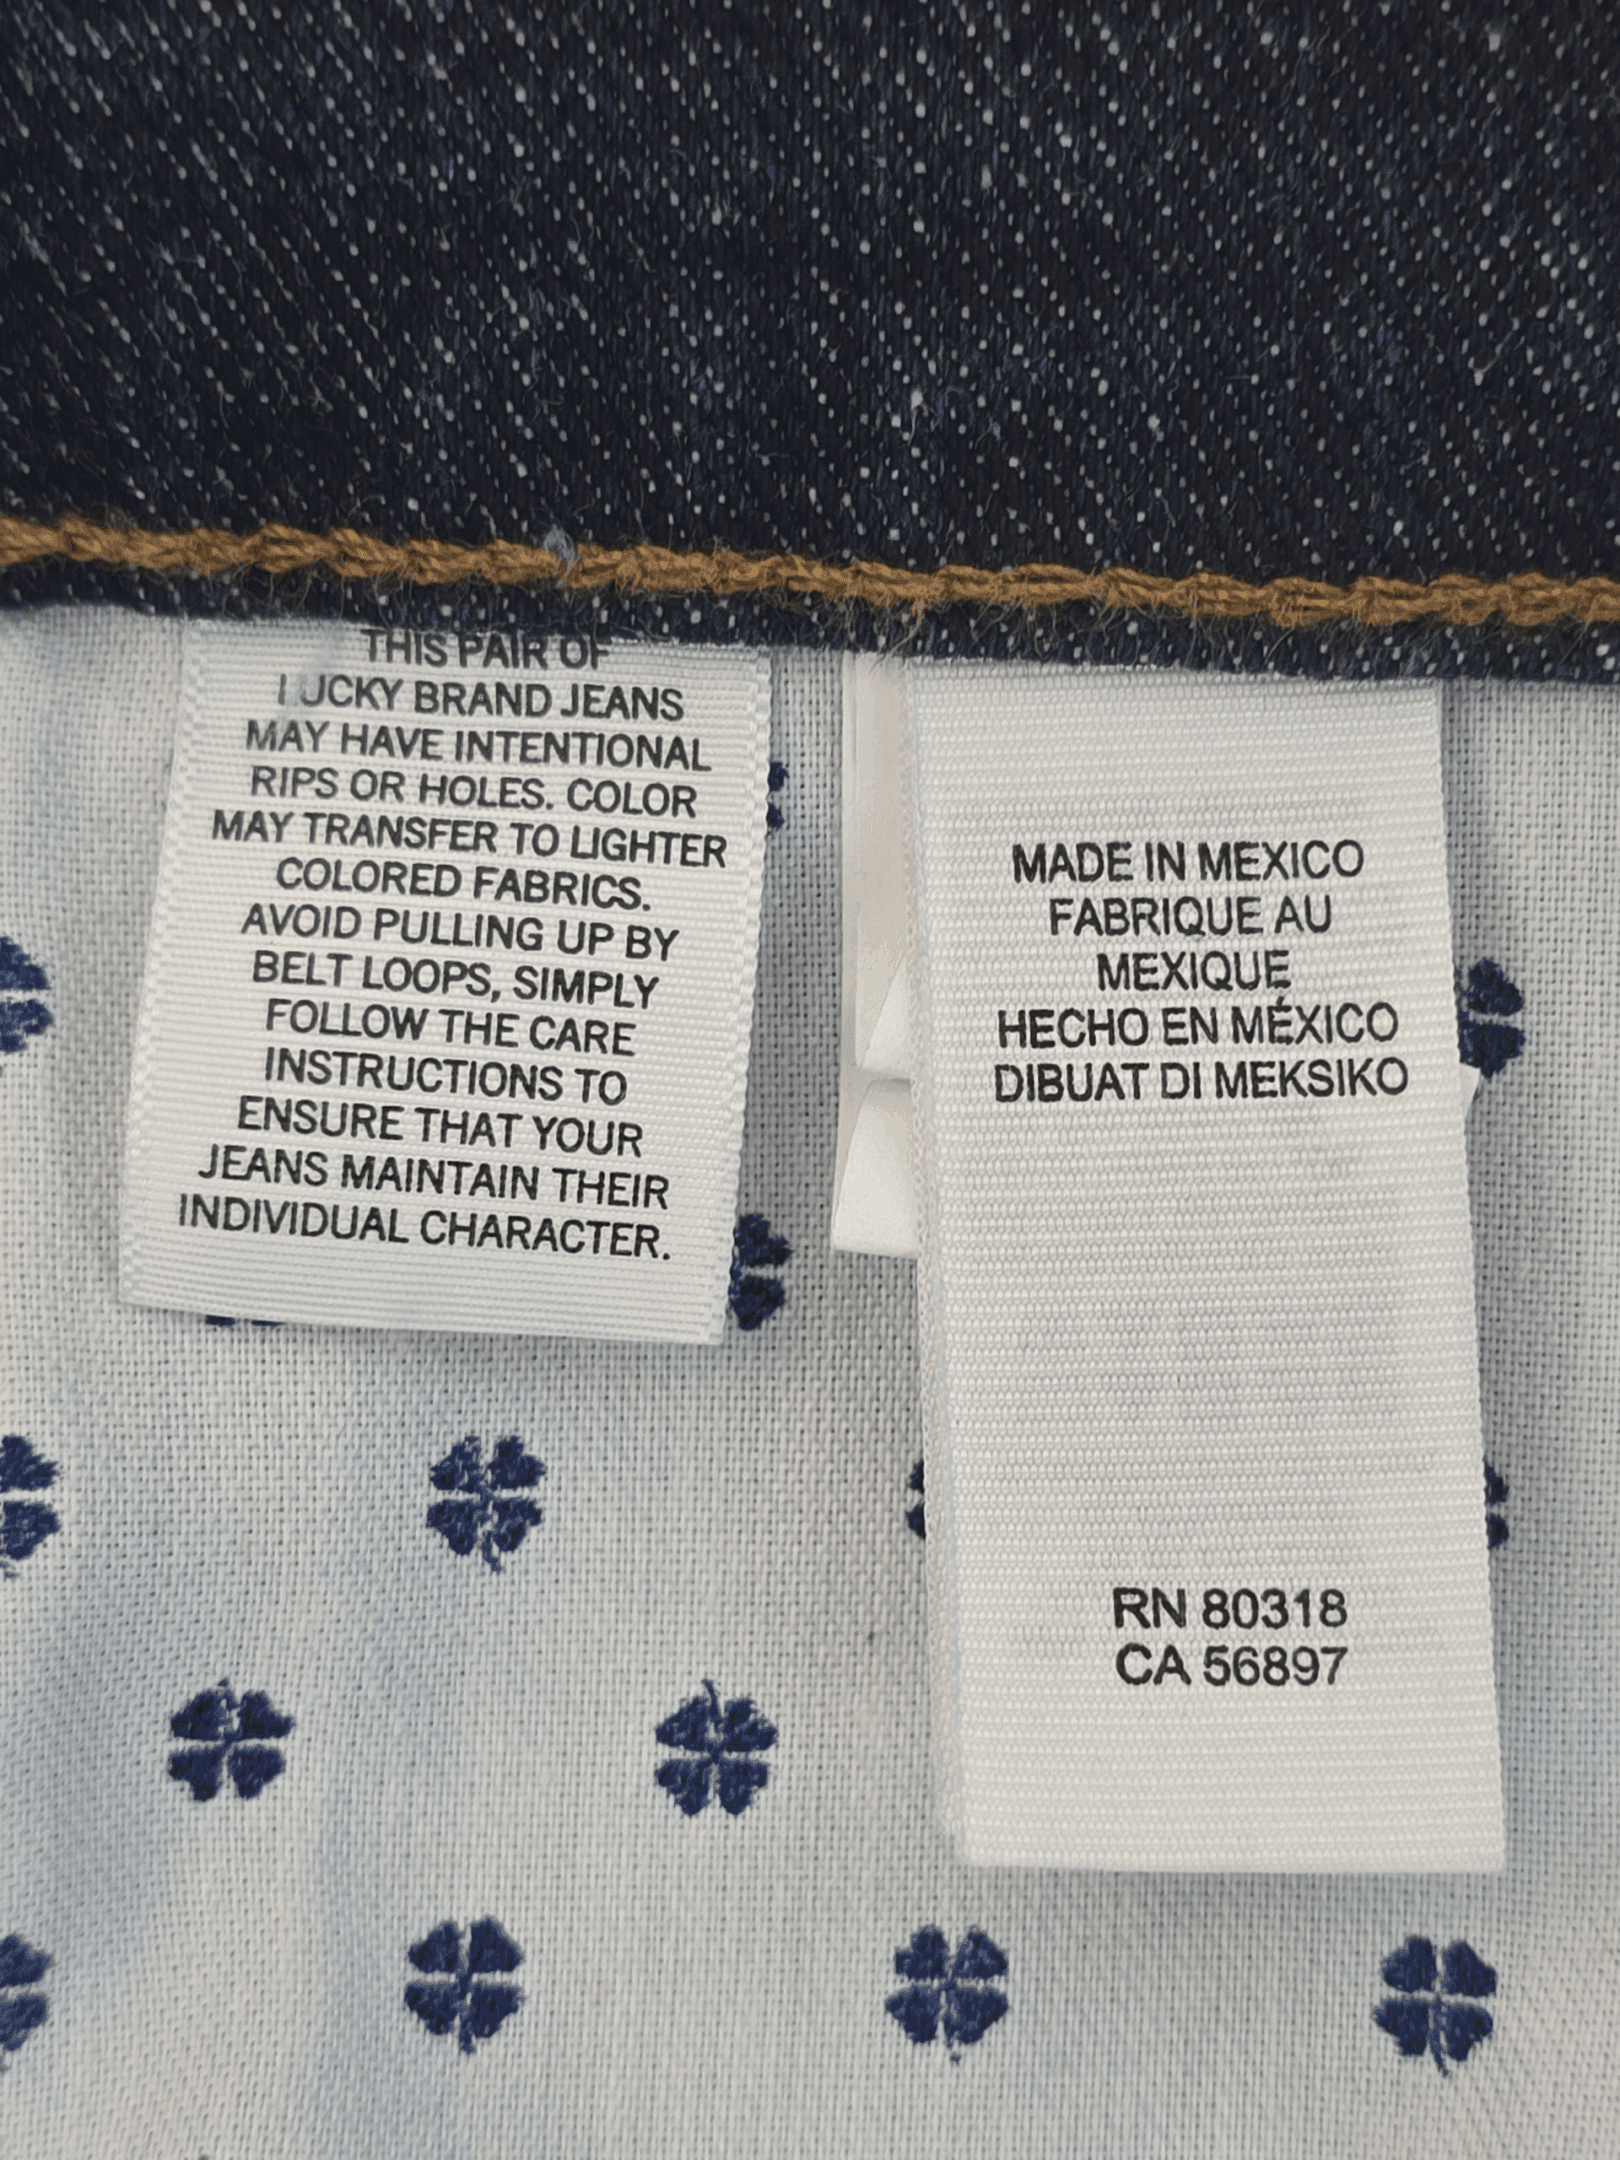 THIS PAIR OF
LUCKY BRAND JEANS
MAY HAVE INTENTIONAL
RIPS OR HOLES. COLOR
MAY TRANSFER TO LIGHTER
COLORED FABRICS.
AVOID PULLING UP BY
BELT LOOPS, SIMPLY
FOLLOW THE CARE
INSTRUCTIONS TO
ENSURE THAT YOUR
JEANS MAINTAIN THEIR
INDIVIDUAL CHARACTER.
MADE IN MEXICO
FABRIQUE AU
MEXIQUE
HECHO EN MÉXICO
DIBUAT DI MEKSIKO
RN 80318
CA 56897